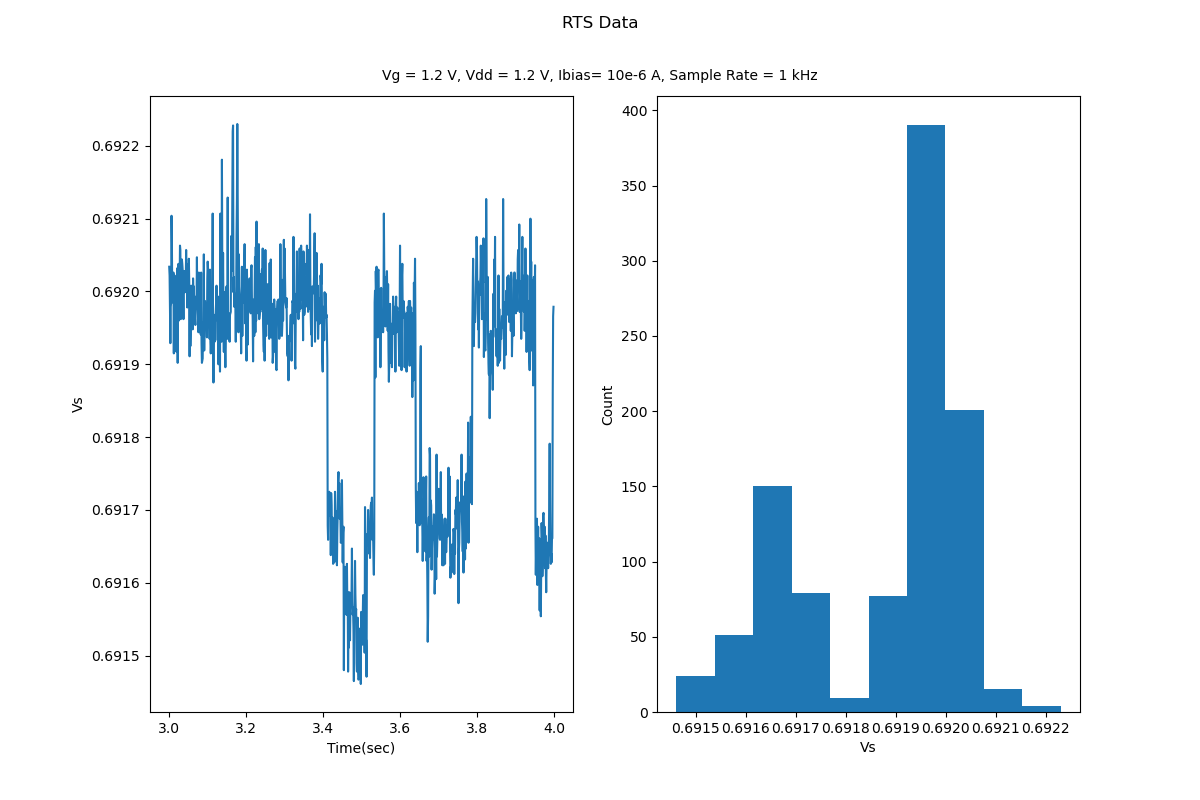 RTS Data
Vg = 1.2 V, Vdd = 1.2 V, Ibias= 10e-6 A, Sample Rate = 1 kHz
0.6922
0.6921
0.6920
0.6919
0.6918
0.6917
0.6916
0.6915
Vs
3.0 3.2 3.4 3.6 3.8 4.0
Time(sec)
400
350
300
250
200
150
100
50
0
Count
0.6915 0.6916 0.6917 0.6918 0.6919 0.6920 0.6921 0.6922
Vs